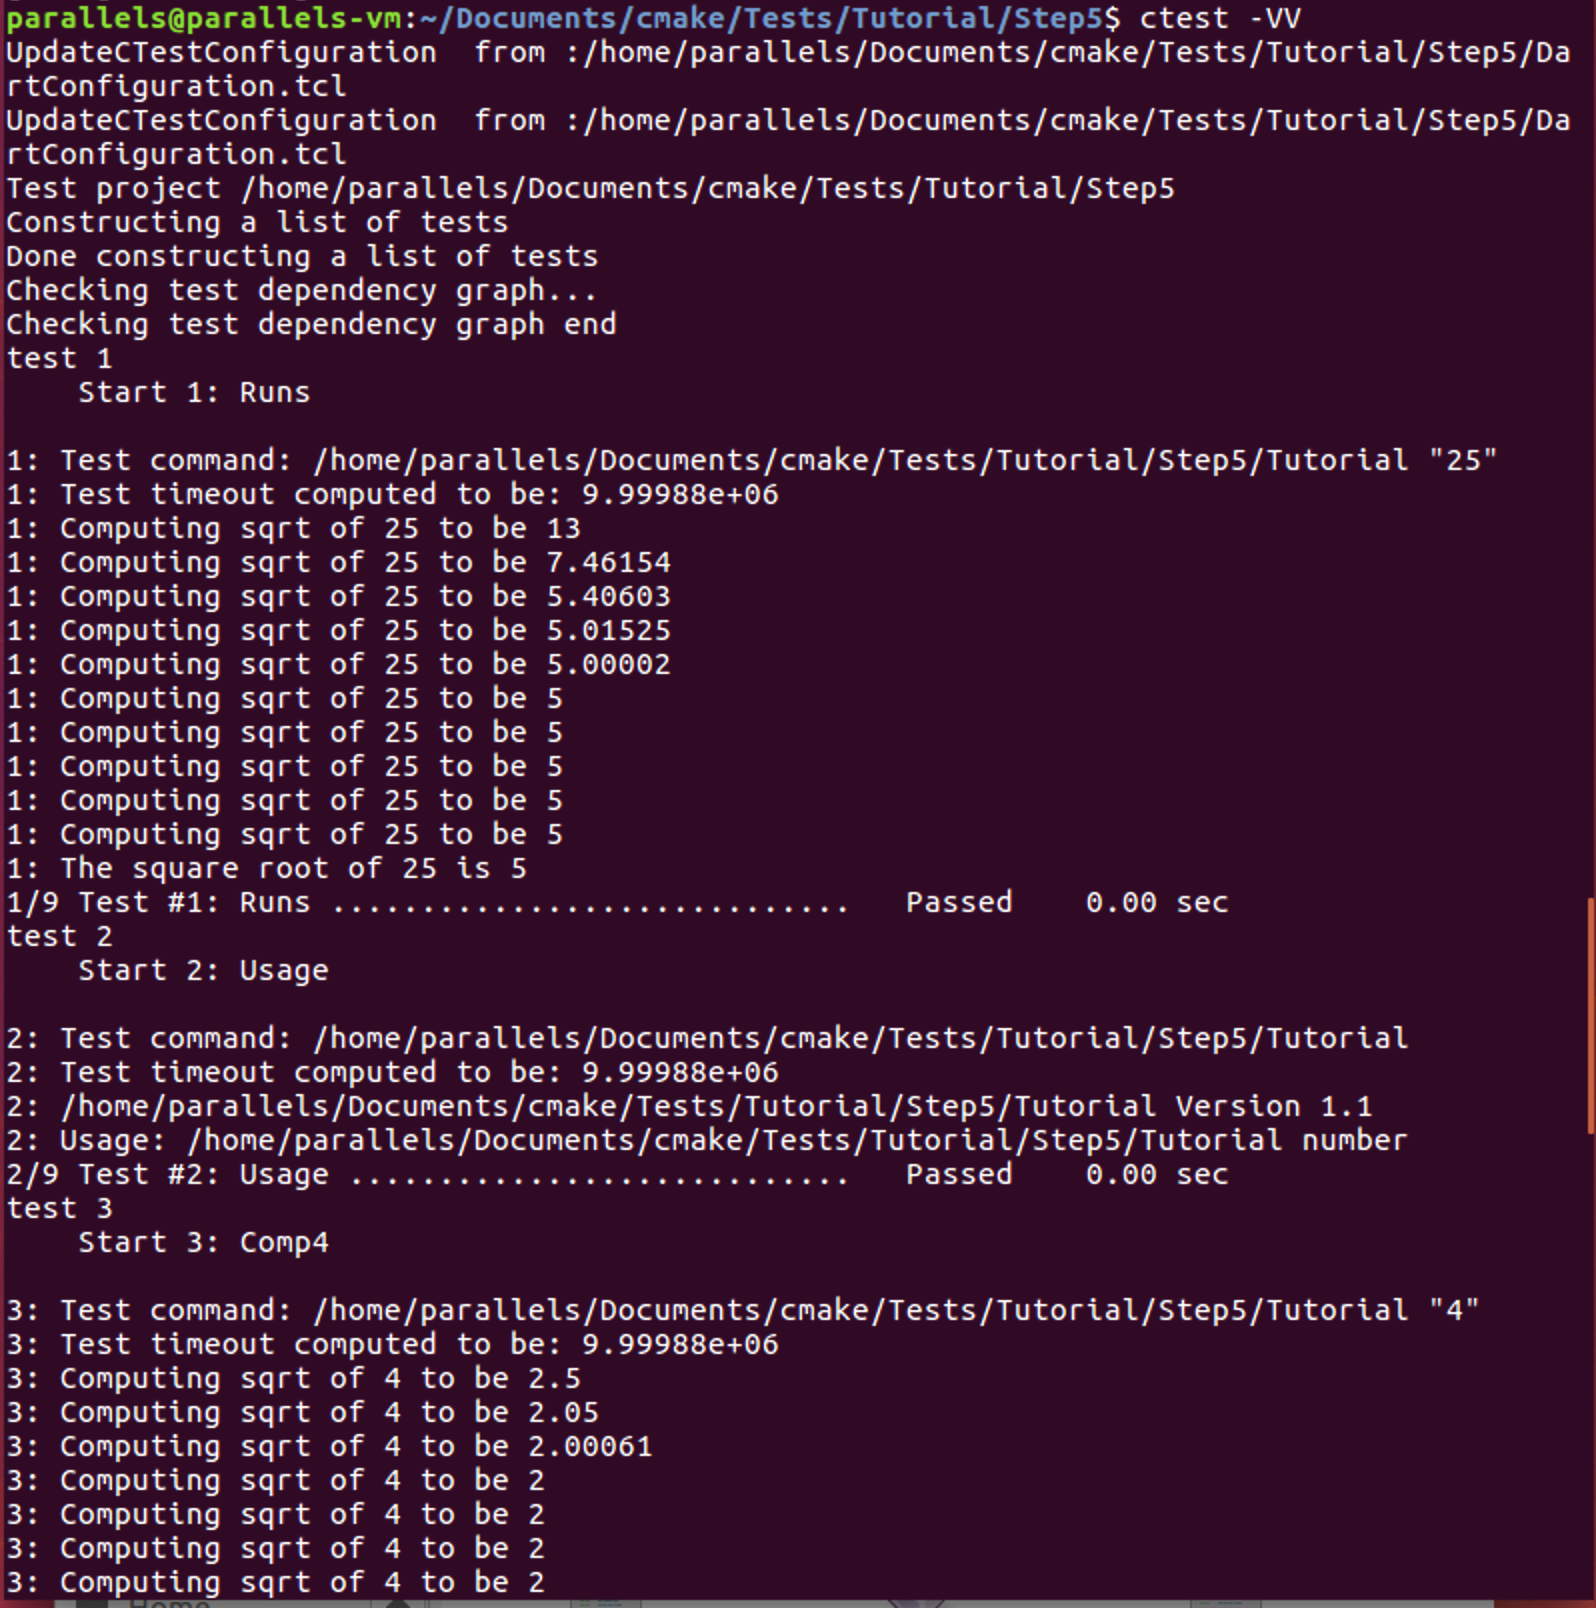 parallels@parallels-vm:~/Documents/cmake/Tests/Tutorial/Step5$ ctest -VV
UpdateCTestConfiguration  from :/home/parallels/Documents/cmake/Tests/Tutorial/Step5/Da
rtConfiguration.tcl
UpdateCTestConfiguration  from :/home/parallels/Documents/cmake/Tests/Tutorial/Step5/Da
rtConfiguration.tcl
Test project /home/parallels/Documents/cmake/Tests/Tutorial/Step5
Constructing a list of tests
Done constructing a list of tests
Checking test dependency graph...
Checking test dependency graph end
test 1
    Start 1: Runs

1: Test command: /home/parallels/Documents/cmake/Tests/Tutorial/Step5/Tutorial "25"
1: Test timeout computed to be: 9.99988e+06
1: Computing sqrt of 25 to be 13
1: Computing sqrt of 25 to be 7.46154
1: Computing sqrt of 25 to be 5.40603
1: Computing sqrt of 25 to be 5.01525
1: Computing sqrt of 25 to be 5.00002
1: Computing sqrt of 25 to be 5
1: Computing sqrt of 25 to be 5
1: Computing sqrt of 25 to be 5
1: Computing sqrt of 25 to be 5
1: Computing sqrt of 25 to be 5
1: The square root of 25 is 5
1/9 Test #1: Runs .............................   Passed    0.00 sec
test 2
    Start 2: Usage

2: Test command: /home/parallels/Documents/cmake/Tests/Tutorial/Step5/Tutorial
2: Test timeout computed to be: 9.99988e+06
2: /home/parallels/Documents/cmake/Tests/Tutorial/Step5/Tutorial Version 1.1
2: Usage: /home/parallels/Documents/cmake/Tests/Tutorial/Step5/Tutorial number
2/9 Test #2: Usage ............................   Passed    0.00 sec
test 3
    Start 3: Comp4

3: Test command: /home/parallels/Documents/cmake/Tests/Tutorial/Step5/Tutorial "4"
3: Test timeout computed to be: 9.99988e+06
3: Computing sqrt of 4 to be 2.5
3: Computing sqrt of 4 to be 2.05
3: Computing sqrt of 4 to be 2.00061
3: Computing sqrt of 4 to be 2
3: Computing sqrt of 4 to be 2
3: Computing sqrt of 4 to be 2
3: Computing sqrt of 4 to be 2
Home